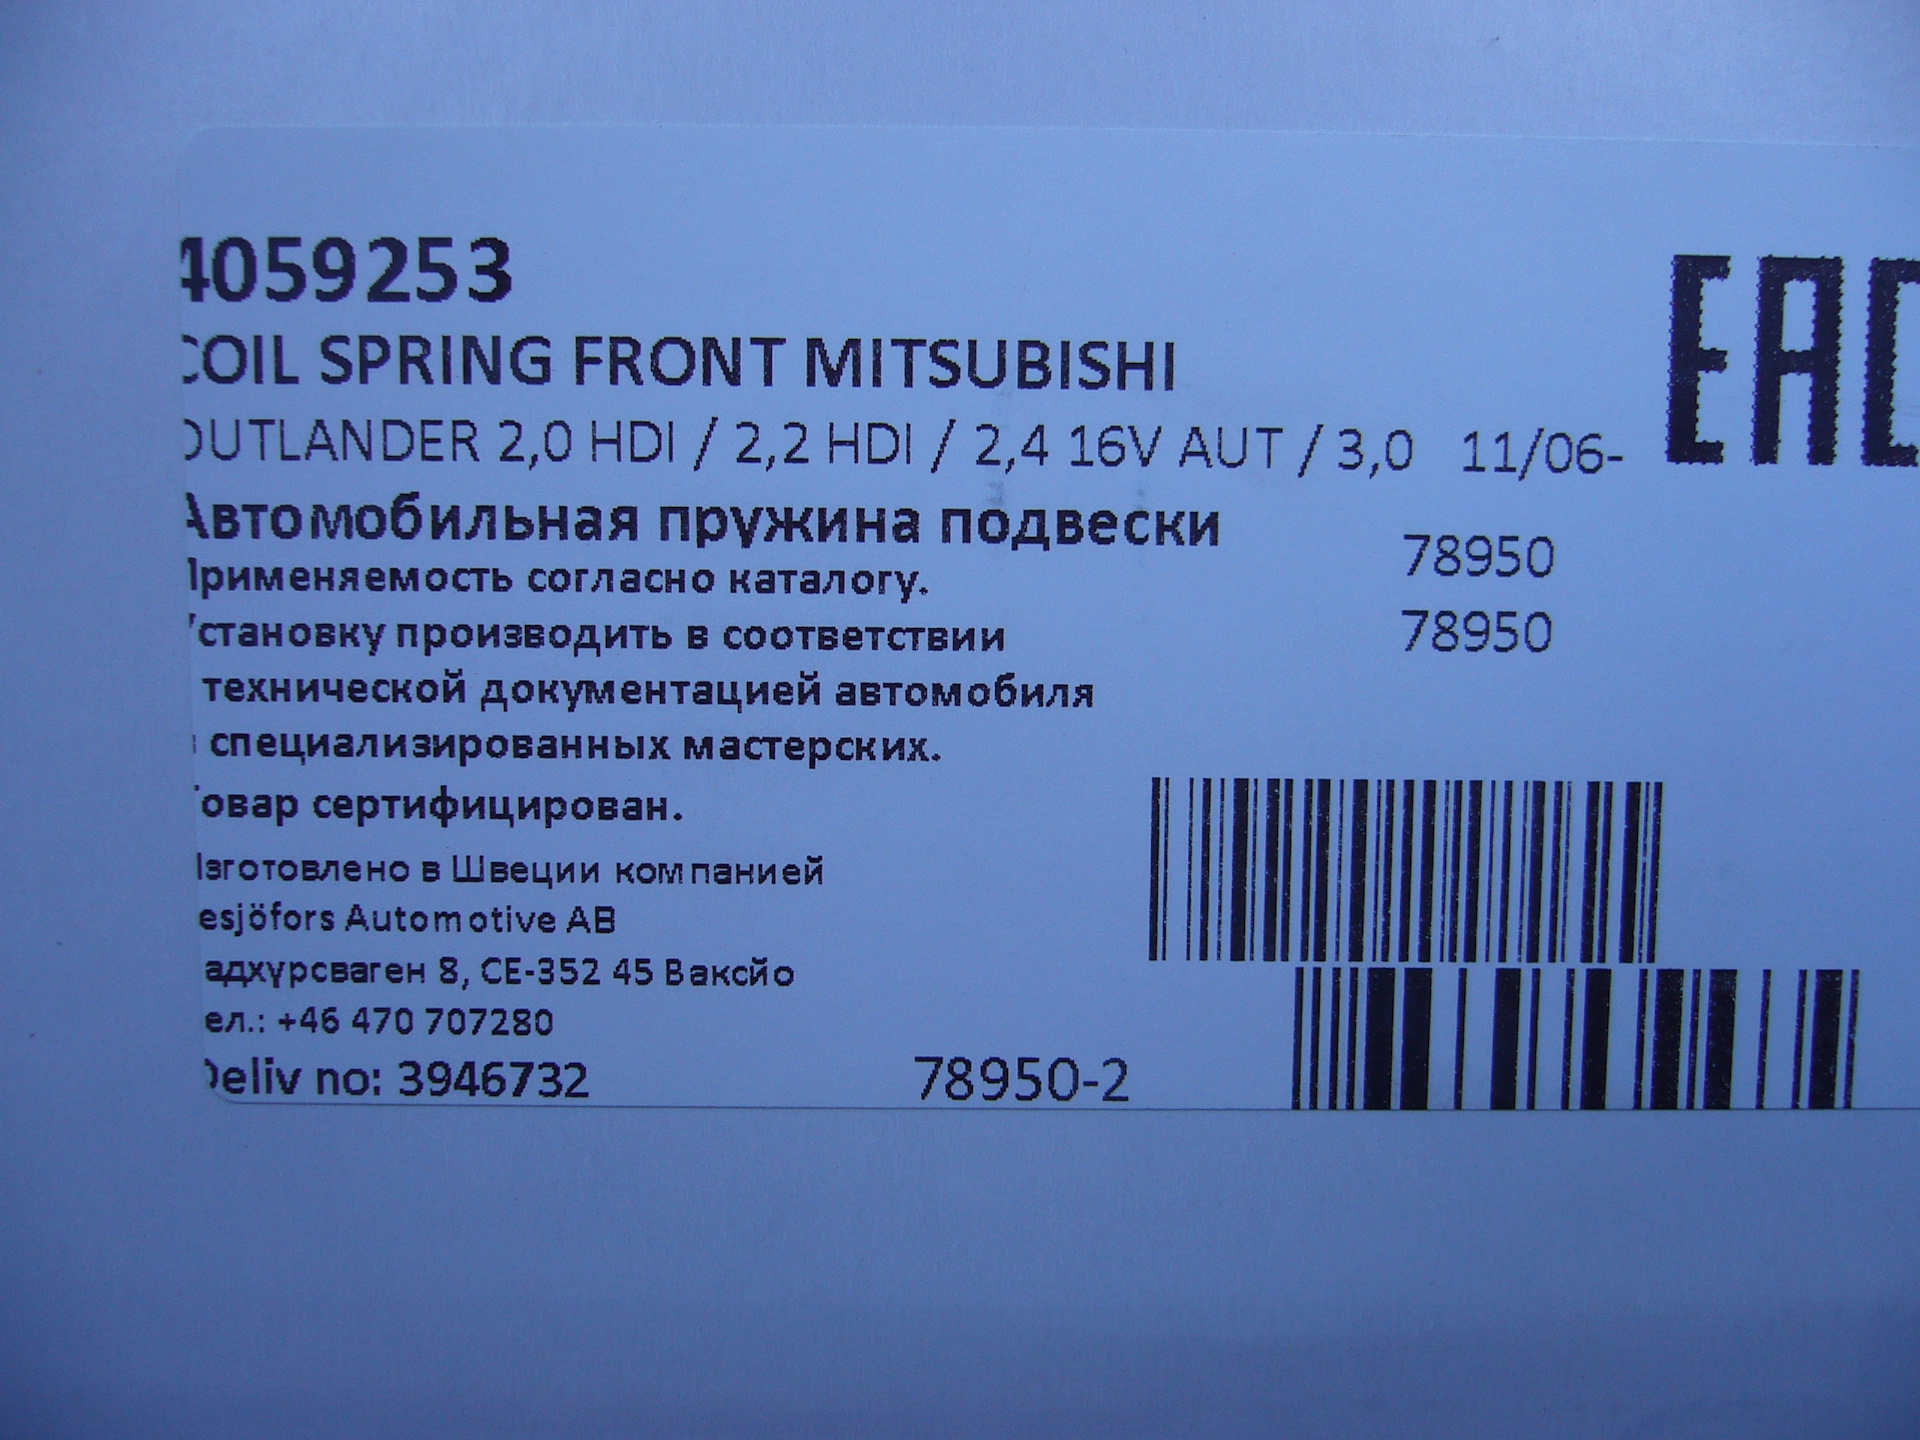 4059253
COIL SPRING FRONT MITSUBISHI
EAC
OUTLANDER 2,0 HDI / 2,2 HDI / 2,4 16V AUT / 3,0 11/06-
Автомобильная пружина подвески
78950
Применяемость согласно каталогу.
78950
Установку производить в соответствии
технической документацией автомобиля
специализированных мастерских.
Товар сертифицирован.
Изготовлено в Швеции компанией
esjöfors Automotive AB
адхурсваген 8, СЕ-352 45 Ваксйо
ел.: +46 470 707280
Deliv no: 3946732 78950-2